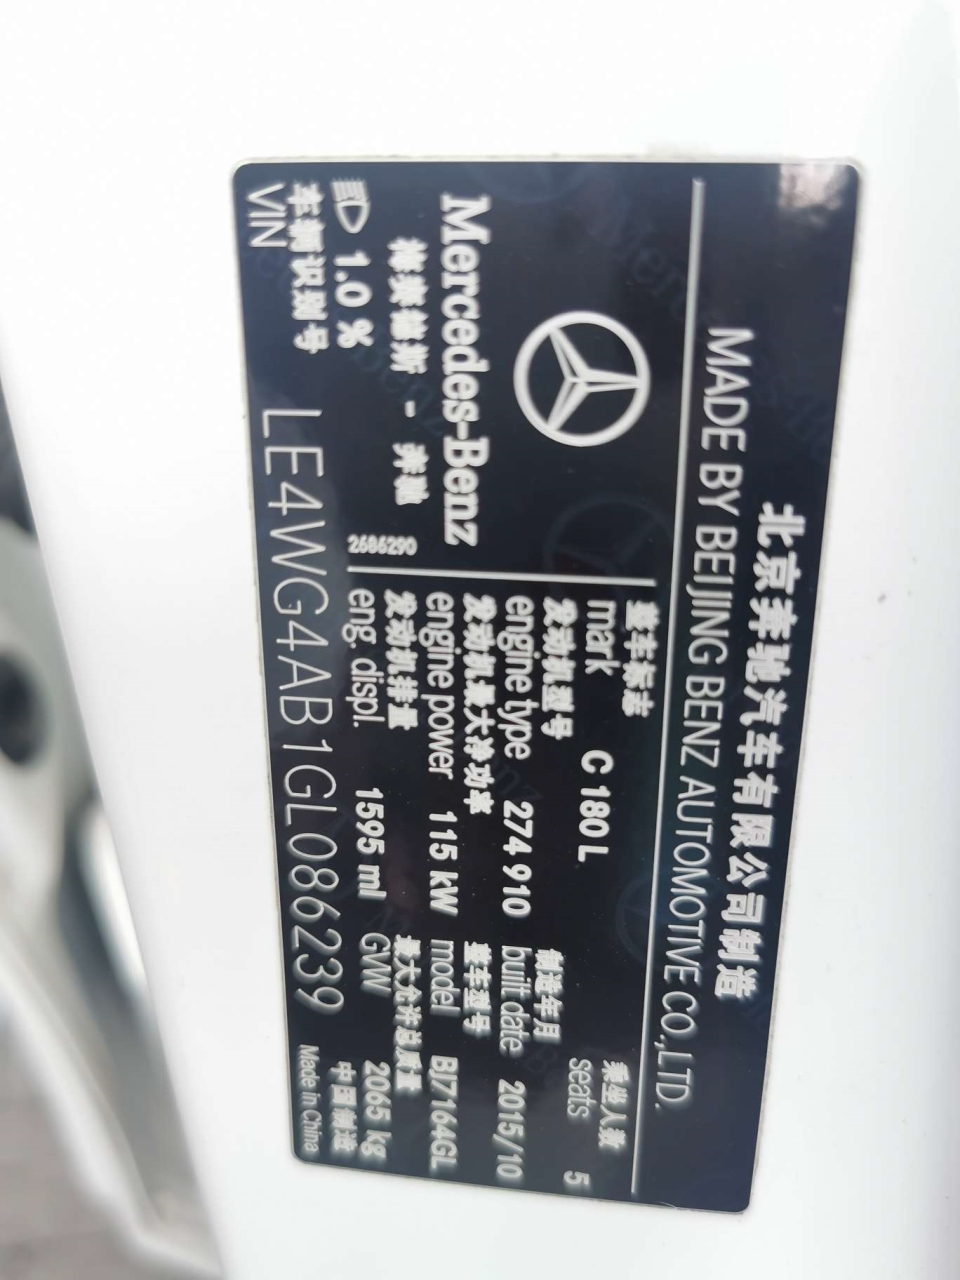 北京奔驰汽车有限公司制造
MADE BY BEIJING BENZ AUTOMOTIVE CO.,LTD.
Mercedes-Benz
梅赛德斯 - 奔驰
1.0 %
2686290
整车标志
mark C 180 L
乘坐人数
seats 5
发动机型号
engine type 274 910
制造年月
built date 2015/10
发动机最大净功率
engine power 115 kW
整车型号
model BJ7164GL
发动机排量
eng. displ. 1595 ml
最大允许总质量
GVW 2065 kg
车辆识别号
VIN LE4WG4AB1GL086239
中国制造
Made in China